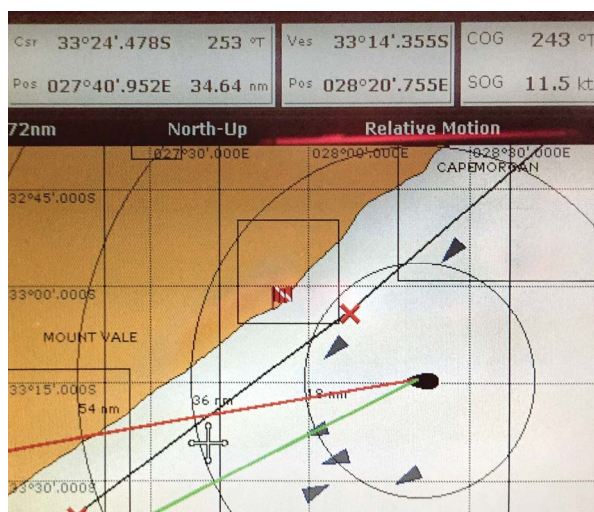 Csr 33°24'.478S 253 °T
Pos 027°40'.952E 34.64 nm
Ves 33°14'.355S
Pos 028°20'.755E
COG 243 °T
SOG 11.5 kt
72nm North-Up Relative Motion
027°30'.000E 028°00'.000E 028°30'.000E
CAPE MORGAN
32°45'.000S
33°00'.000S
MOUNT VALE
33°15'.000S
54 nm 36 nm 18 nm
33°30'.000S